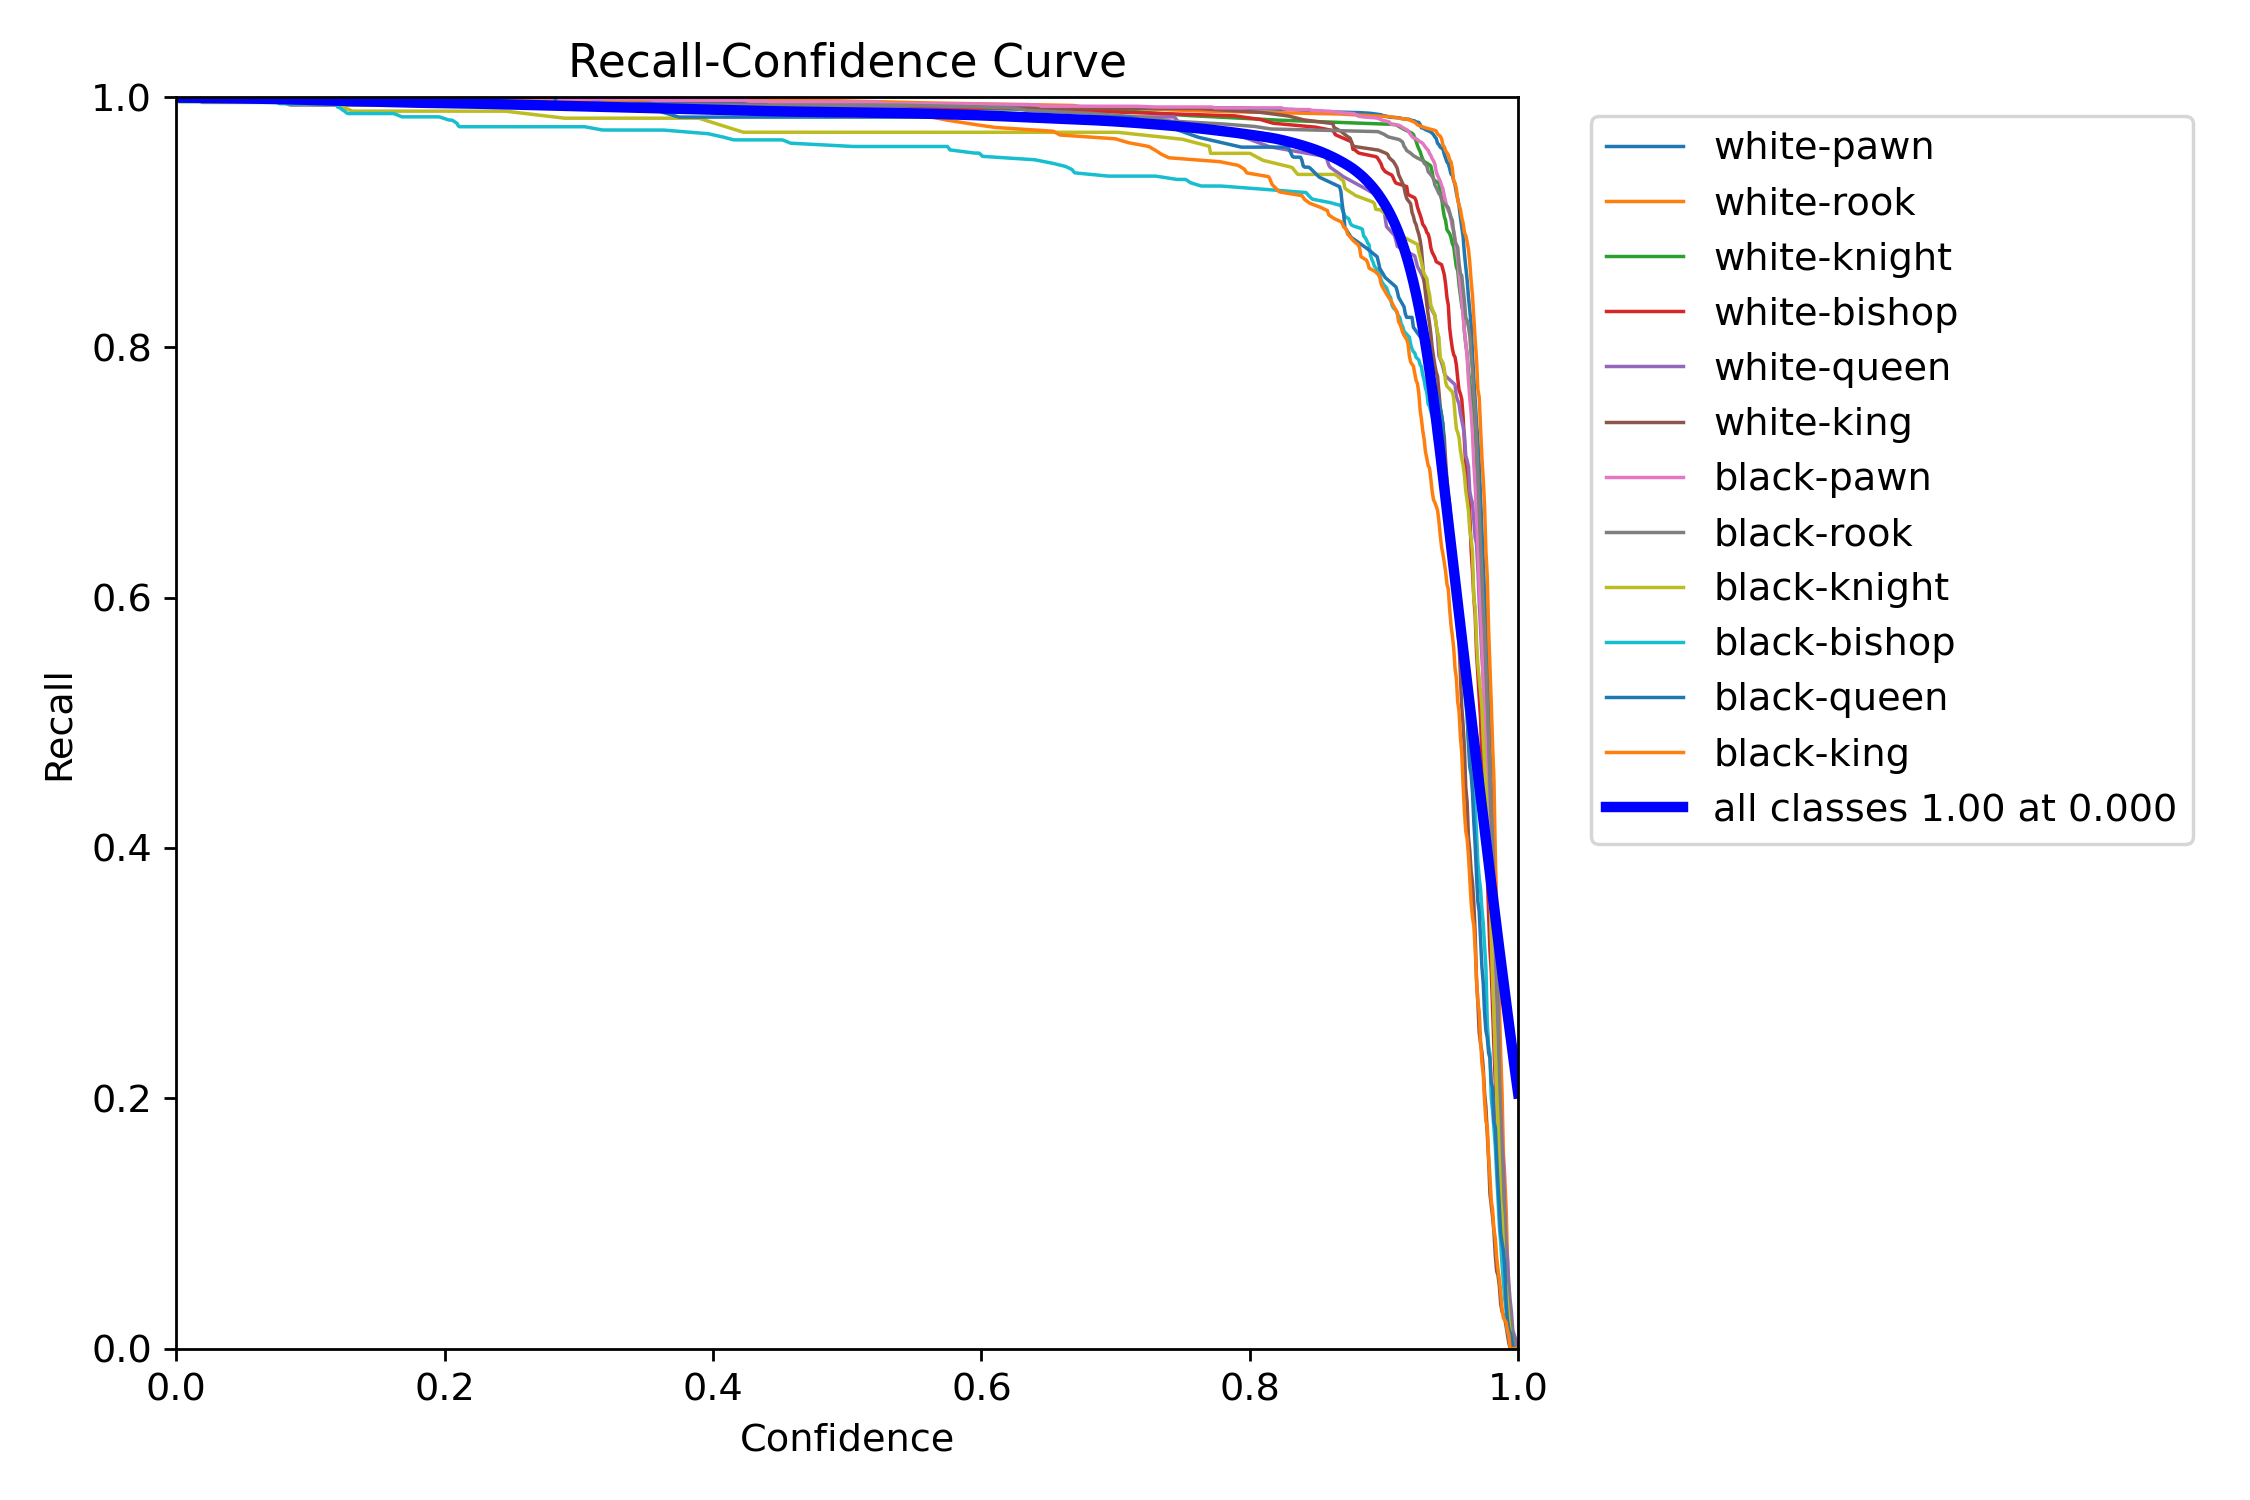 Recall-Confidence Curve
1.0
0.8
0.6
0.4
0.2
0.0
Recall
0.0 0.2 0.4 0.6 0.8 1.0
Confidence
white-pawn
white-rook
white-knight
white-bishop
white-queen
white-king
black-pawn
black-rook
black-knight
black-bishop
black-queen
black-king
all classes 1.00 at 0.000